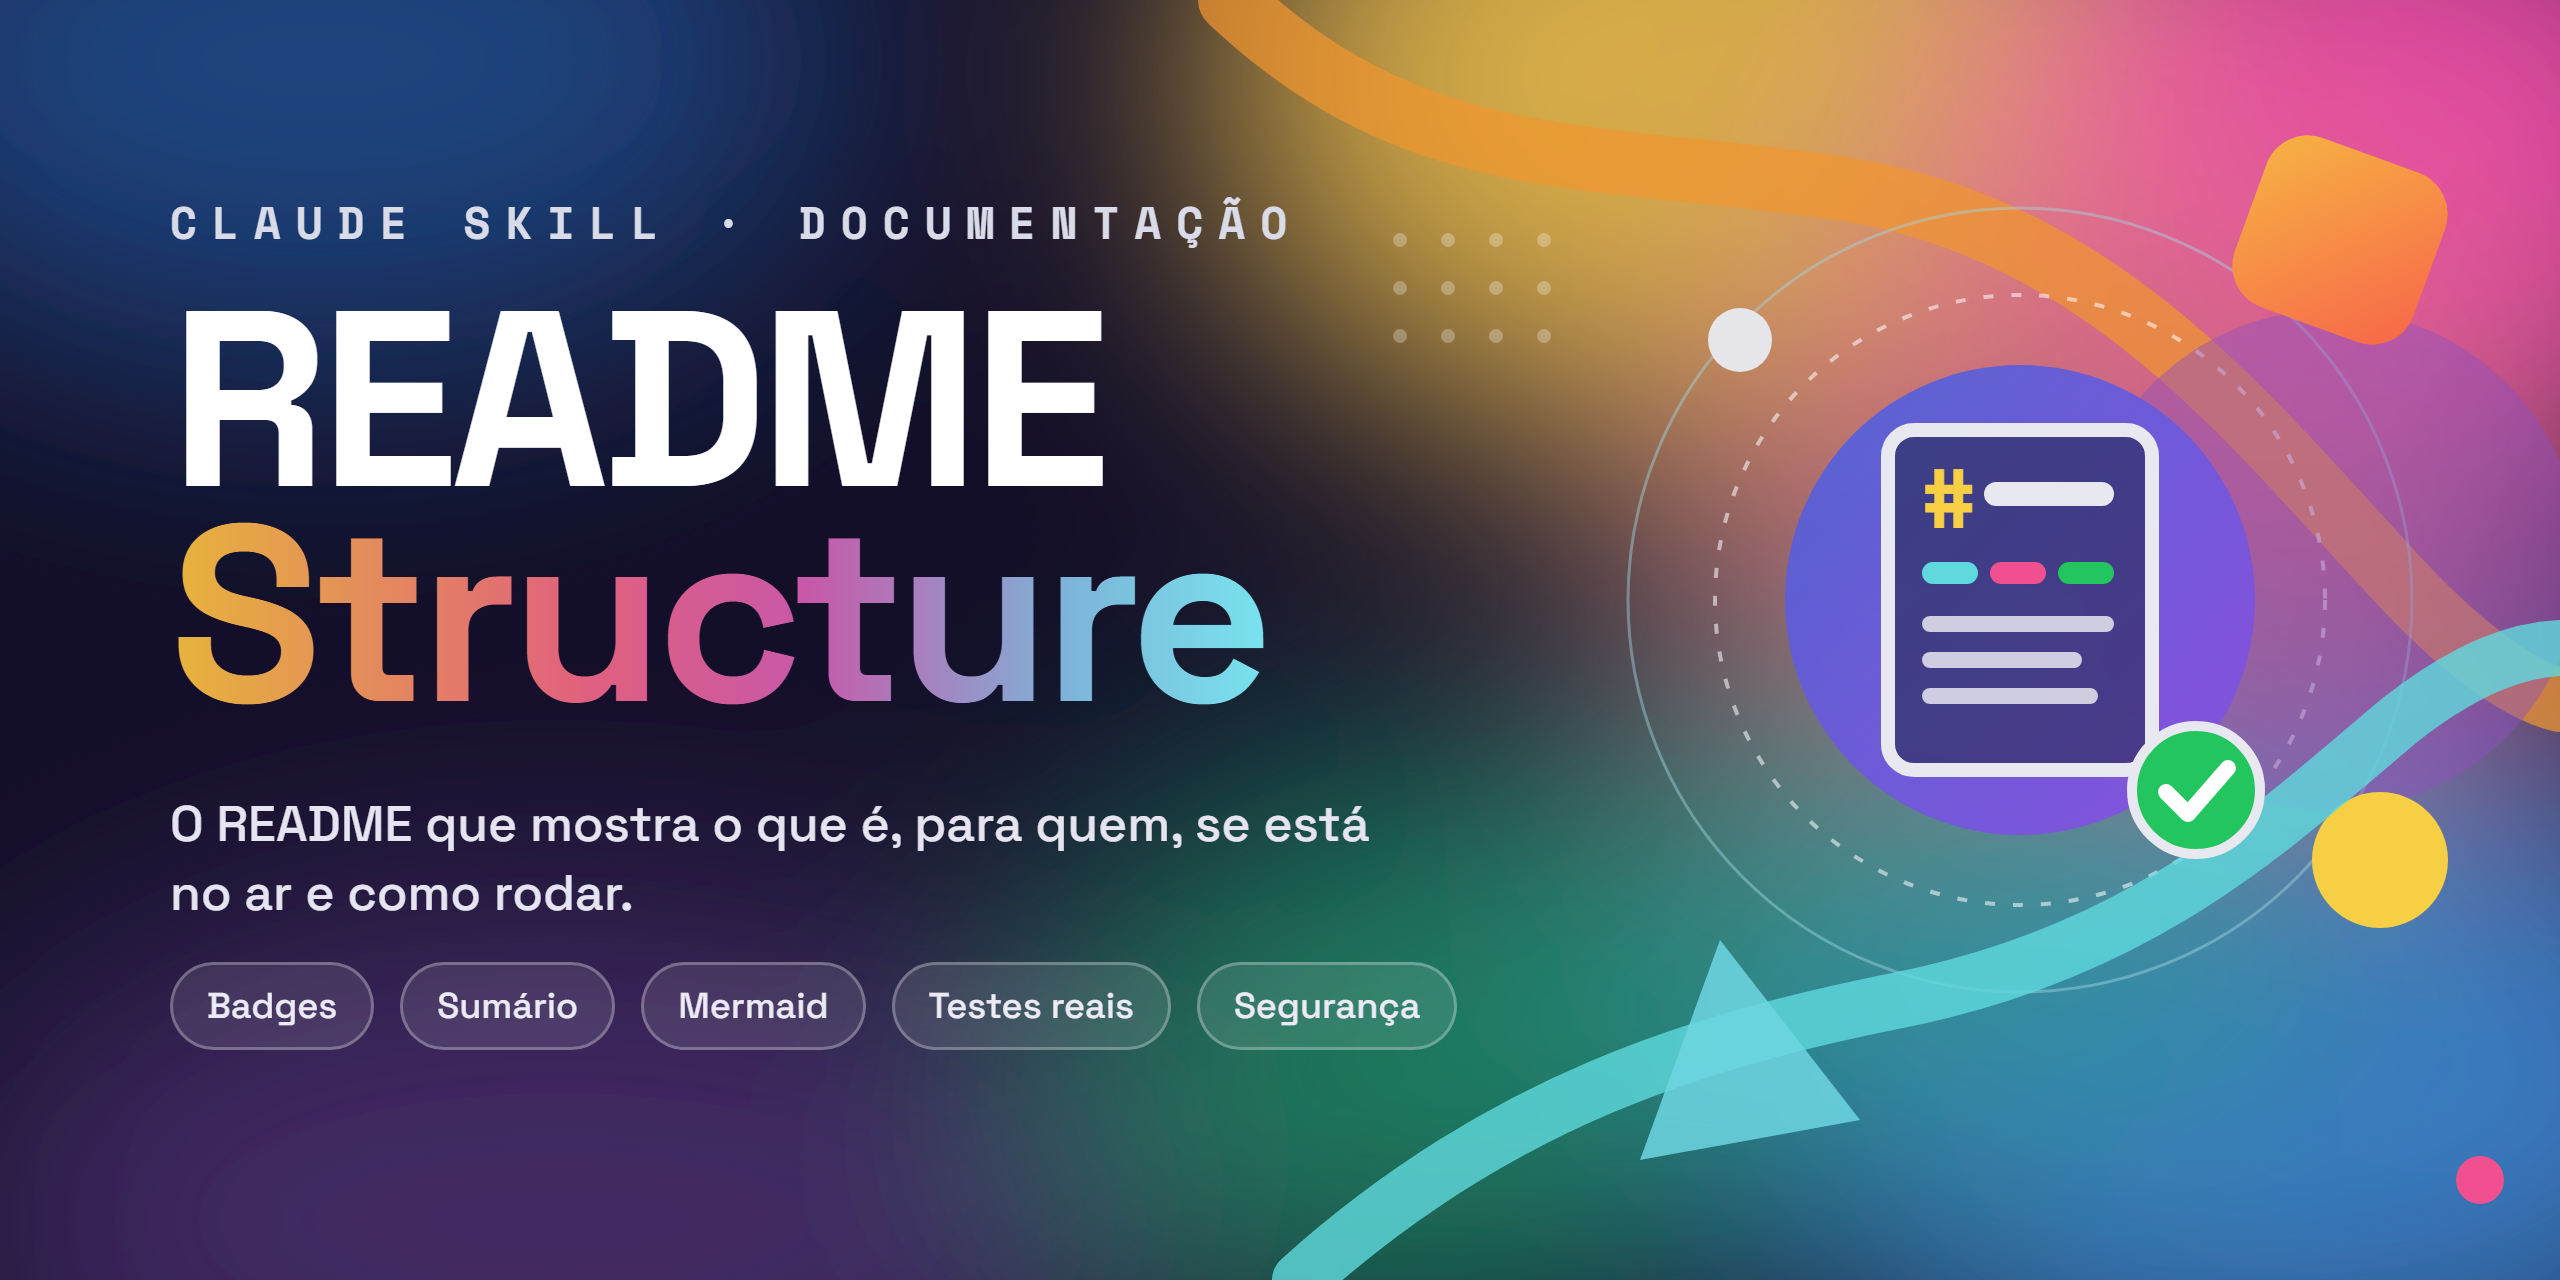 CLAUDE SKILL · DOCUMENTAÇÃO
README
Structure
#
O README que mostra o que é, para quem, se está
no ar e como rodar.
Badges
Sumário
Mermaid
Testes reais
Segurança